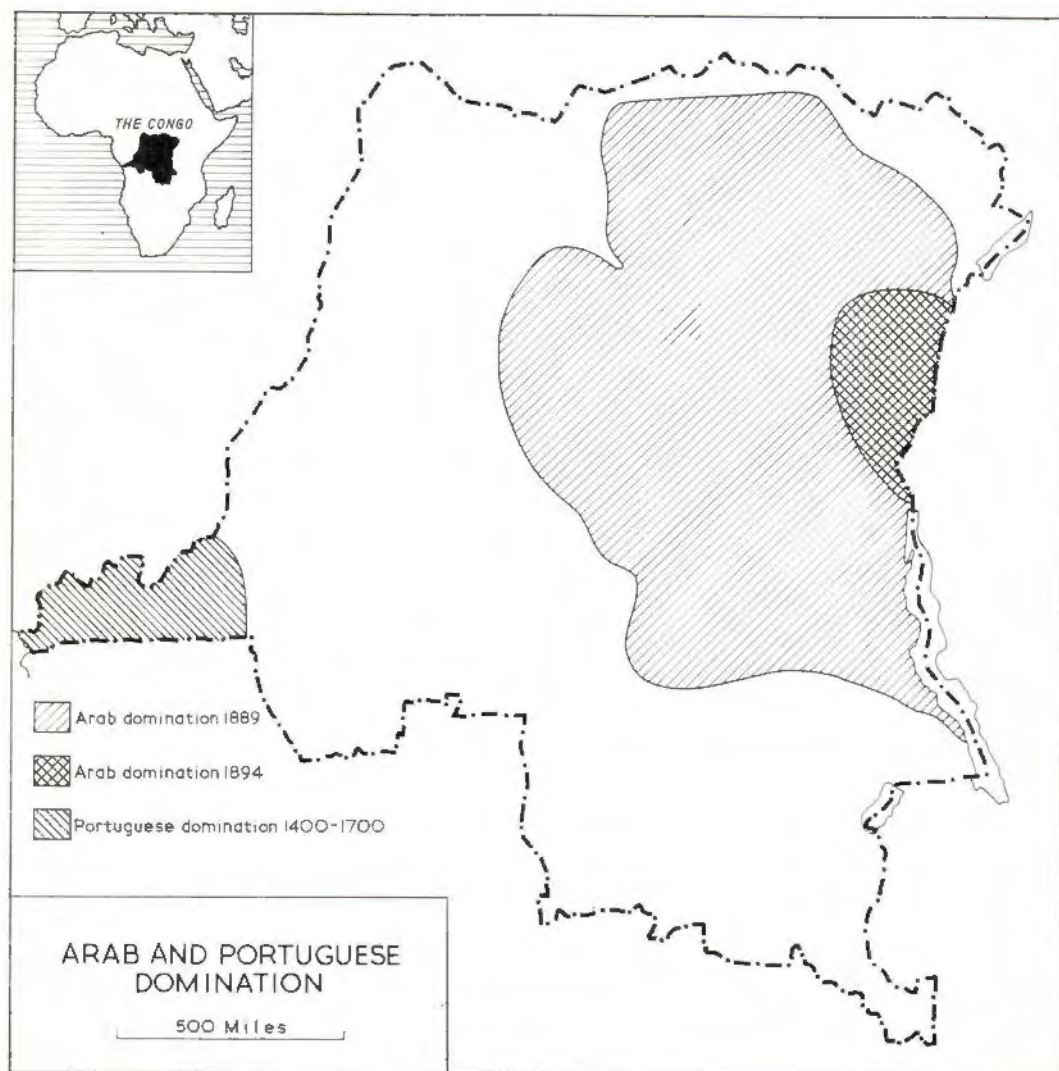 THE CONGO
Arab domination 1889
Arab domination 1894
Portuguese domination 1400-1700
ARAB AND PORTUGUESE
DOMINATION
500 Miles